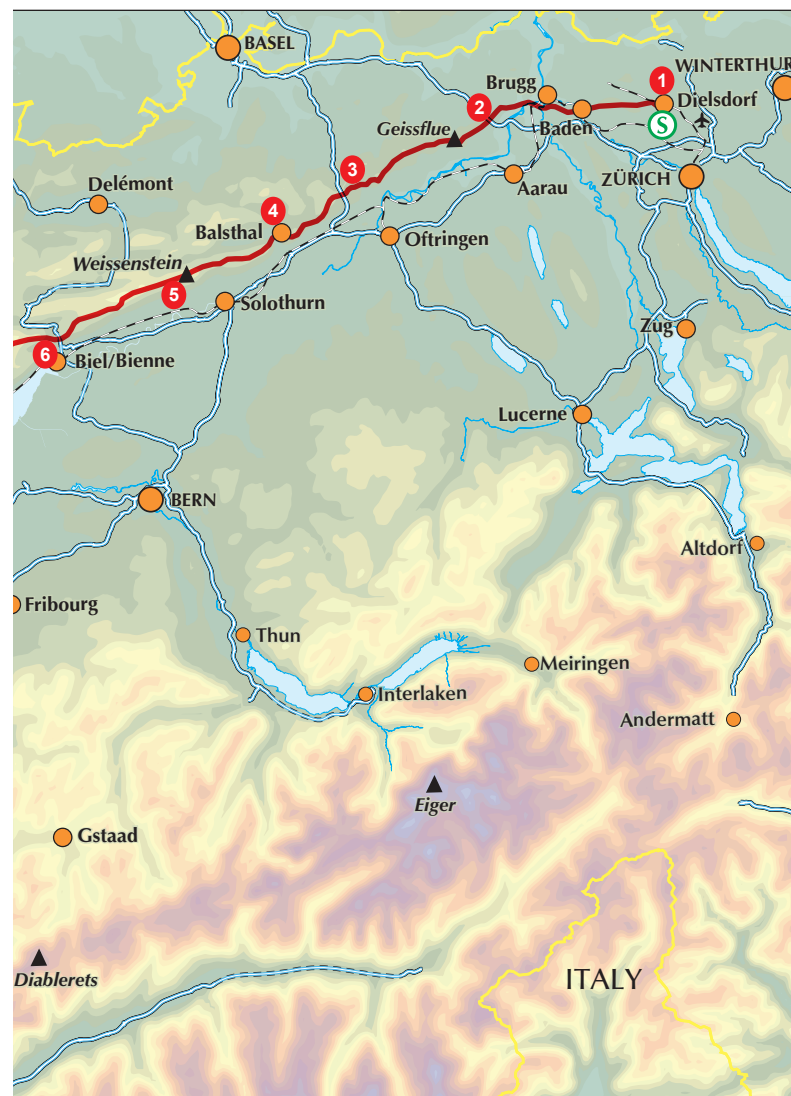 BASEL
WINTERTHUR
1
Brugg
2
Dielsdorf
S
Geissflue
Baden
3
Delémont
Aarau
ZÜRICH
4
Balsthal
Oftringen
Weissenstein
5
Solothurn
Zug
6
Biel/Bienne
Lucerne
BERN
Altdorf
Fribourg
Thun
Meiringen
Interlaken
Andermatt
Eiger
Gstaad
Diablerets
ITALY